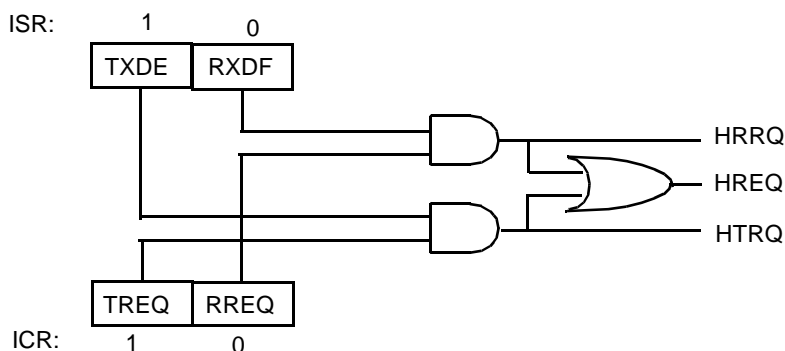 ISR: 1 0
TXDE RXDF
HRRQ
HREQ
HTRQ
TREQ RREQ
ICR: 1 0